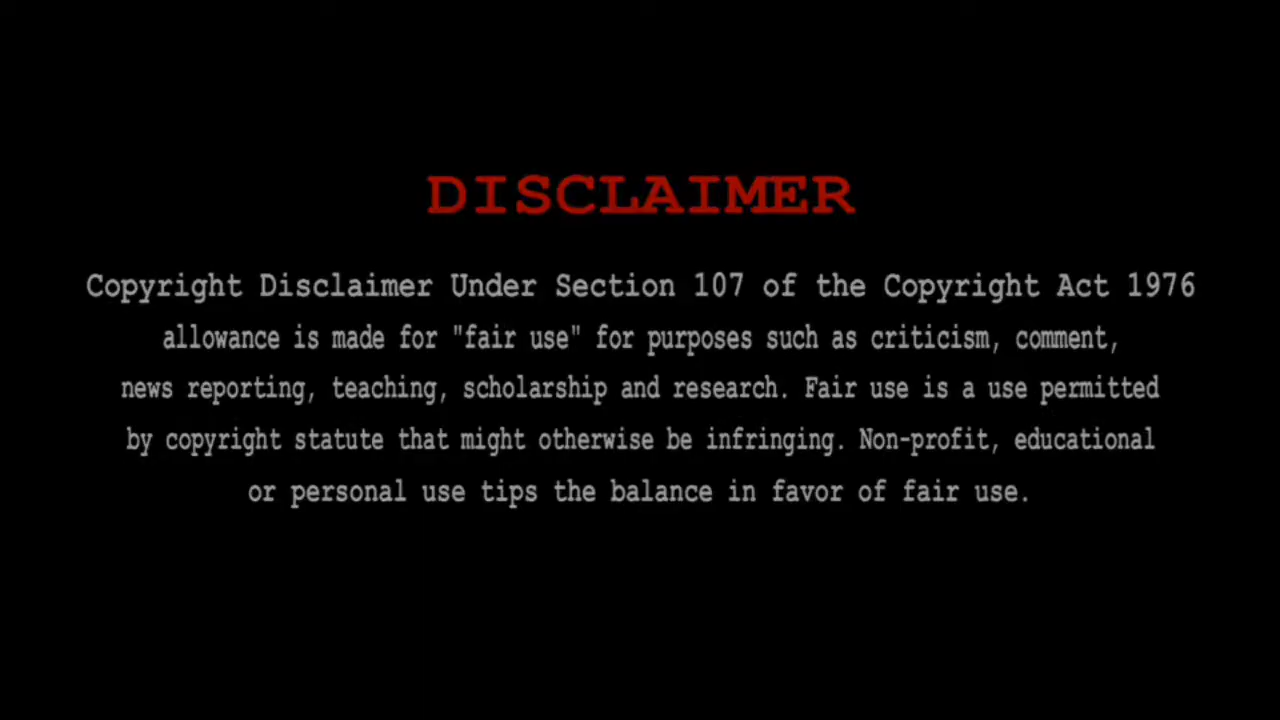 DISCLAIMER
Copyright Disclaimer Under Section 107 of the Copyright Act 1976
allowance is made for "fair use" for purposes such as criticism, comment,
news reporting, teaching, scholarship and research. Fair use is a use permitted
by copyright statute that might otherwise be infringing. Non-profit, educational
or personal use tips the balance in favor of fair use.